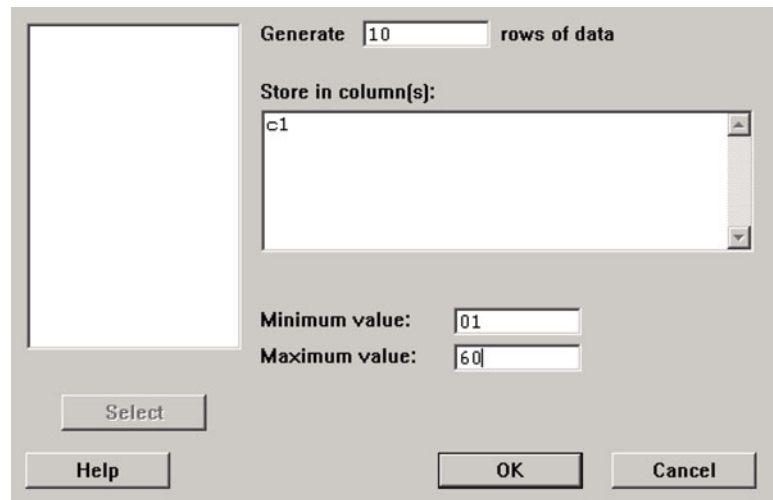 Generate 10 rows of data
Store in column(s):
c1
Minimum value: 01
Maximum value: 60
Select
Help OK Cancel